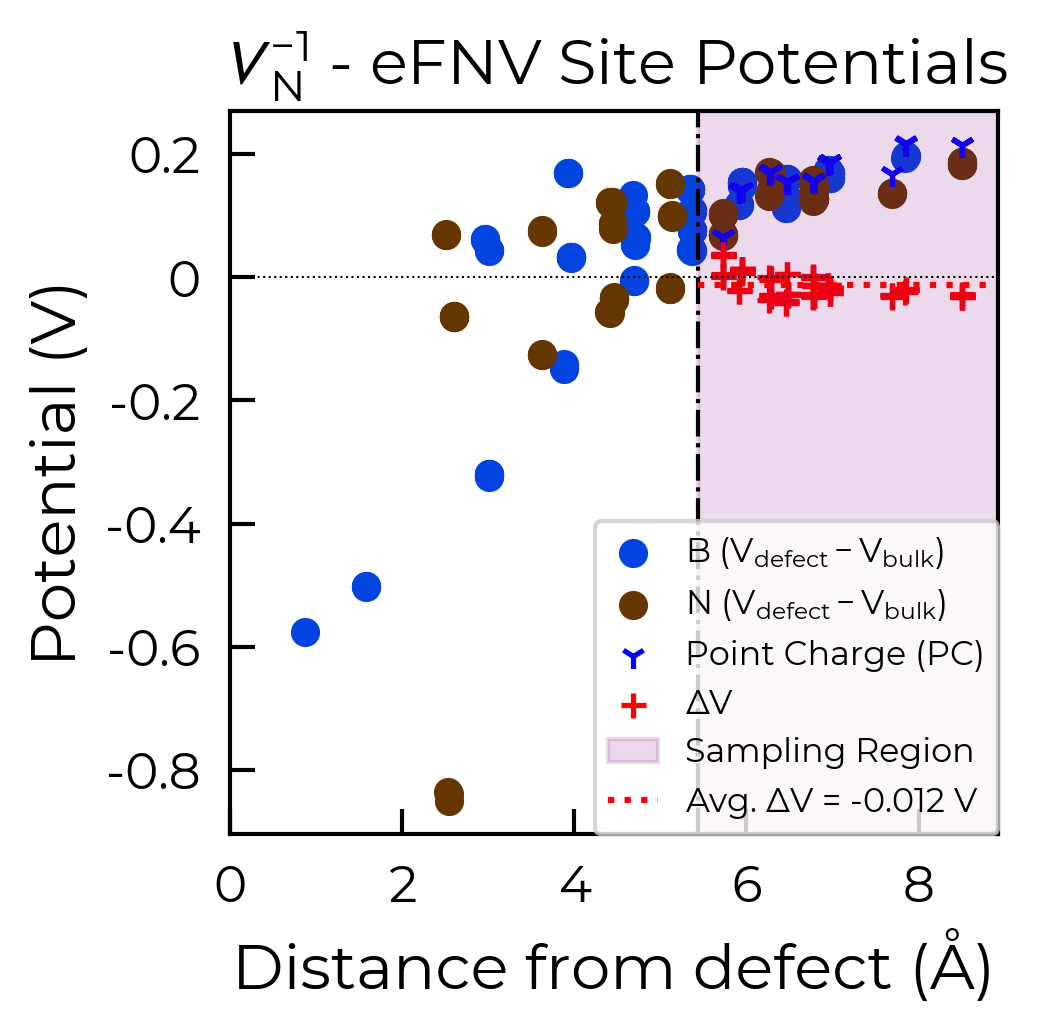 V_N^{-1} - eFNV Site Potentials
Potential (V)
0.2
0
-0.2
-0.4
-0.6
-0.8
B (V_defect – V_bulk)
N (V_defect – V_bulk)
Point Charge (PC)
ΔV
Sampling Region
Avg. ΔV = -0.012 V
0 2 4 6 8
Distance from defect (Å)